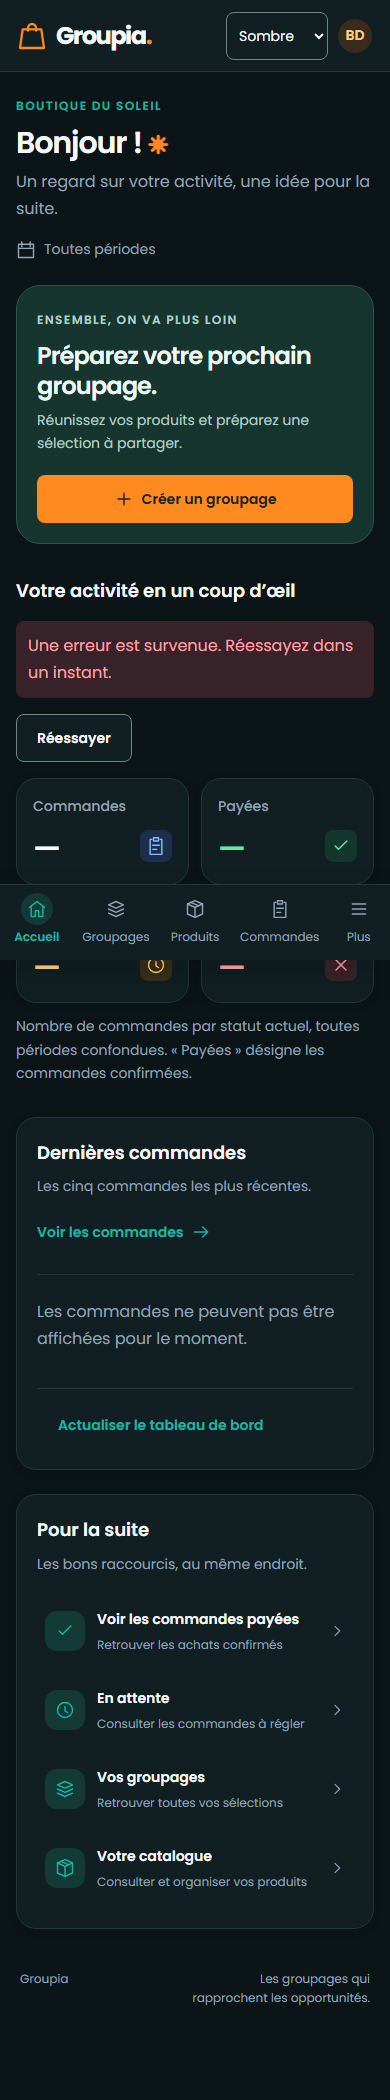 Groupia.
Sombre
BD
BOUTIQUE DU SOLEIL
Bonjour !
Un regard sur votre activité, une idée pour la
suite.
Toutes périodes
ENSEMBLE, ON VA PLUS LOIN
Préparez votre prochain
groupage.
Réunissez vos produits et préparez une
sélection à partager.
Créer un groupage
Votre activité en un coup d’œil
Une erreur est survenue. Réessayez dans
un instant.
Réessayer
Commandes
Payées
—
—
Accueil
Groupages
Produits
Commandes
Plus
—
—
Nombre de commandes par statut actuel, toutes
périodes confondues. « Payées » désigne les
commandes confirmées.
Dernières commandes
Les cinq commandes les plus récentes.
Voir les commandes
Les commandes ne peuvent pas être
affichées pour le moment.
Actualiser le tableau de bord
Pour la suite
Les bons raccourcis, au même endroit.
Voir les commandes payées
Retrouver les achats confirmés
En attente
Consulter les commandes à régler
Vos groupages
Retrouver toutes vos sélections
Votre catalogue
Consulter et organiser vos produits
Groupia
Les groupages qui
rapprochent les opportunités.